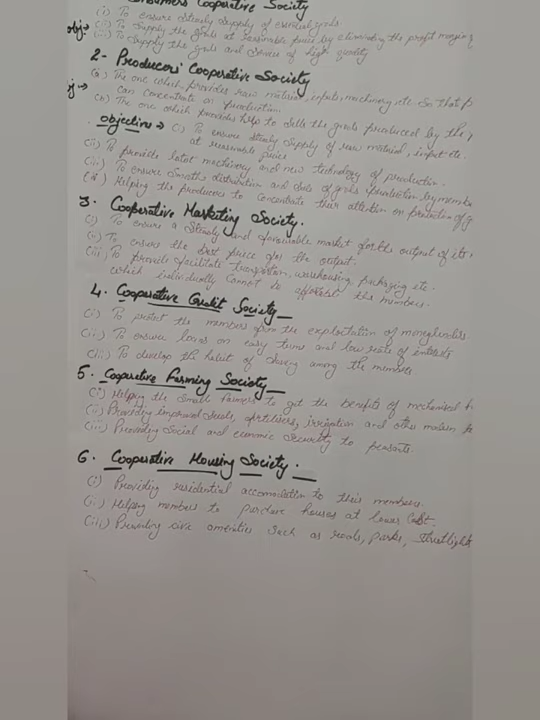 Consumers Cooperative Society
(i) To ensure steady supply of essential goods
obj→ (ii) To supply the goods at reasonable price by eliminating the profit margin
(iii) To supply the goods and services of high quality
2- Producers' Cooperative Society
(a) The one which provides raw material, inputs, machinery etc. so that
can concentrate on production.
(b) The one which provides help to sells the goods produced by the
objectives → (i) To ensure steady supply of raw material, input etc.
at reasonable price
(ii) To provide latest machinery and new technology of production.
(iii) To ensure smooth distribution and sale of goods production by member
Helping the producers to concentrate their attention on production of
3. Cooperative Marketing Society.
(i) To ensure a steady and favourable market for the output of its
(ii) To ensure the best price for the output.
(iii) To provide facilitate transportion, warehousing, packaging etc.
which individually cannot be the members.
4. Cooperative Credit Society
(i) To protect the members from the exploitation of moneylenders
(ii) To ensure loans on easy terms and low rate of interests
(iii) To develop the habit of among the members
5. Cooperative Farming Society
(i) Helping the small farmers to get the benefits of mechanised
(ii) Providing improved seeds, fertilisers, irrigation and other modern
(iii) Providing social and economic security to peasants
6. Cooperative Housing Society.
(i) Providing residential accomodation to their members.
(ii) Helping members to purchase houses at lower cost.
(iii) Providing civic amenities such as roads, parks, streetlight